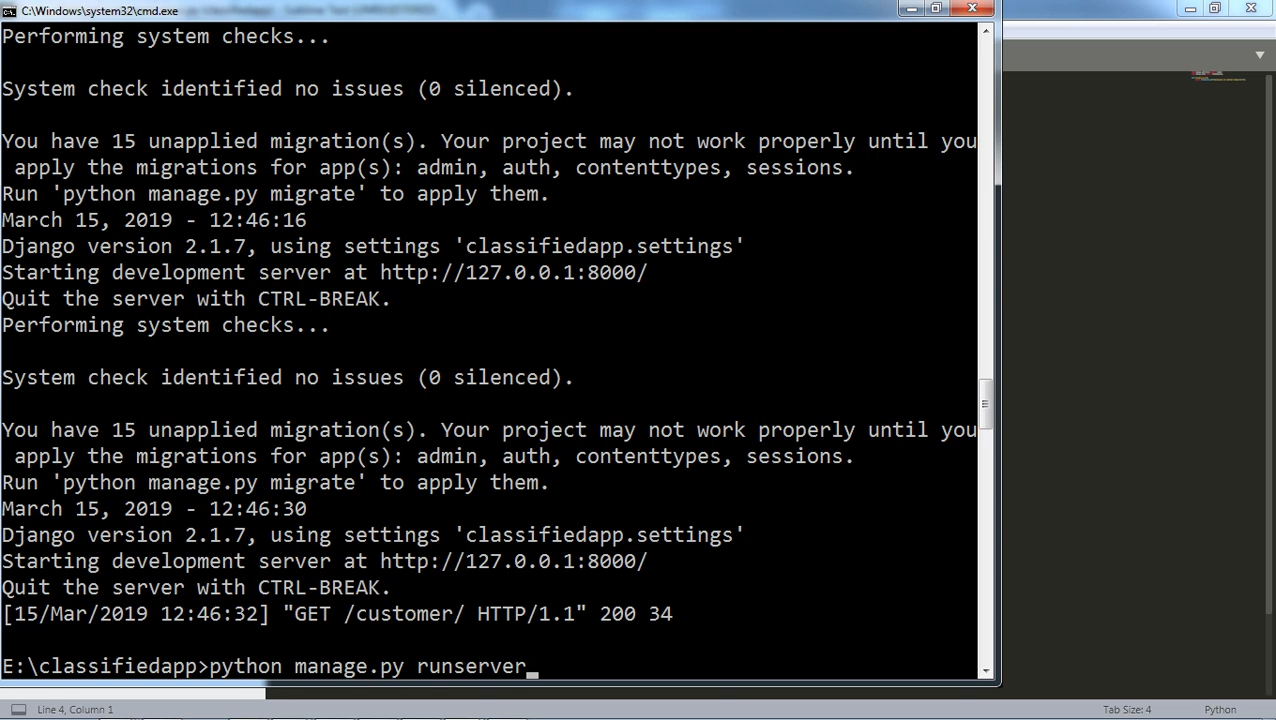 C:\Windows\system32\cmd.exe
Performing system checks...
System check identified no issues (0 silenced).
You have 15 unapplied migration(s). Your project may not work properly until you
apply the migrations for app(s): admin, auth, contenttypes, sessions.
Run 'python manage.py migrate' to apply them.
March 15, 2019 - 12:46:16
Django version 2.1.7, using settings 'classifiedapp.settings'
Starting development server at http://127.0.0.1:8000/
Quit the server with CTRL-BREAK.
Performing system checks...
System check identified no issues (0 silenced).
You have 15 unapplied migration(s). Your project may not work properly until you
apply the migrations for app(s): admin, auth, contenttypes, sessions.
Run 'python manage.py migrate' to apply them.
March 15, 2019 - 12:46:30
Django version 2.1.7, using settings 'classifiedapp.settings'
Starting development server at http://127.0.0.1:8000/
Quit the server with CTRL-BREAK.
[15/Mar/2019 12:46:32] "GET /customer/ HTTP/1.1" 200 34
E:\classifiedapp>python manage.py runserver_
Line 4, Column 1
Tab Size: 4
Python